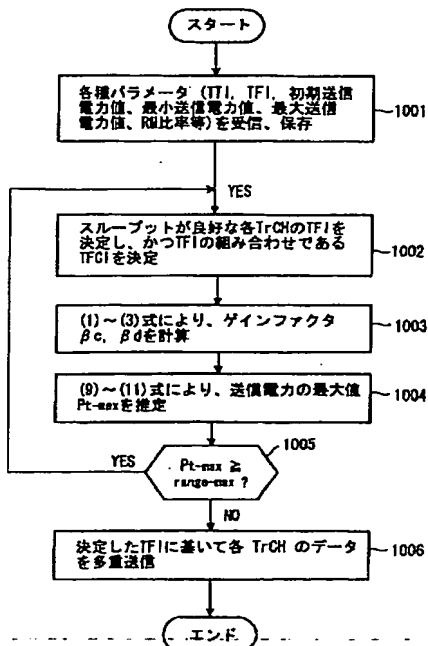 スタート
各種パラメータ (TTI, TFI, 初期送信
電力値、最小送信電力値、最大送信
電力値、RM比率等) を受信、保存
1001
YES
スループットが良好な各TrCHのTFIを
決定し、かつTFIの組み合わせである
TFCIを決定
1002
(1)~(3)式により、ゲインファクタ
βc, βdを計算
1003
(9)~(11)式により、送信電力の最大値
Pt-maxを推定
1004
1005
YES
Pt-max ≧
range-max ?
NO
決定したTFIに基いて各 TrCH のデータ
を多重送信
1006
エンド